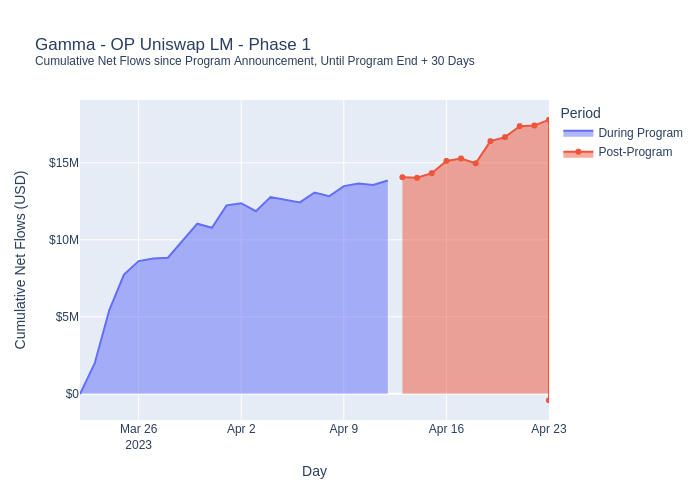 Gamma - OP Uniswap LM - Phase 1
Cumulative Net Flows since Program Announcement, Until Program End + 30 Days
Period
During Program
Post-Program
$15M
$10M
$5M
$0
Cumulative Net Flows (USD)
Mar 26
2023
Apr 2
Apr 9
Apr 16
Apr 23
Day